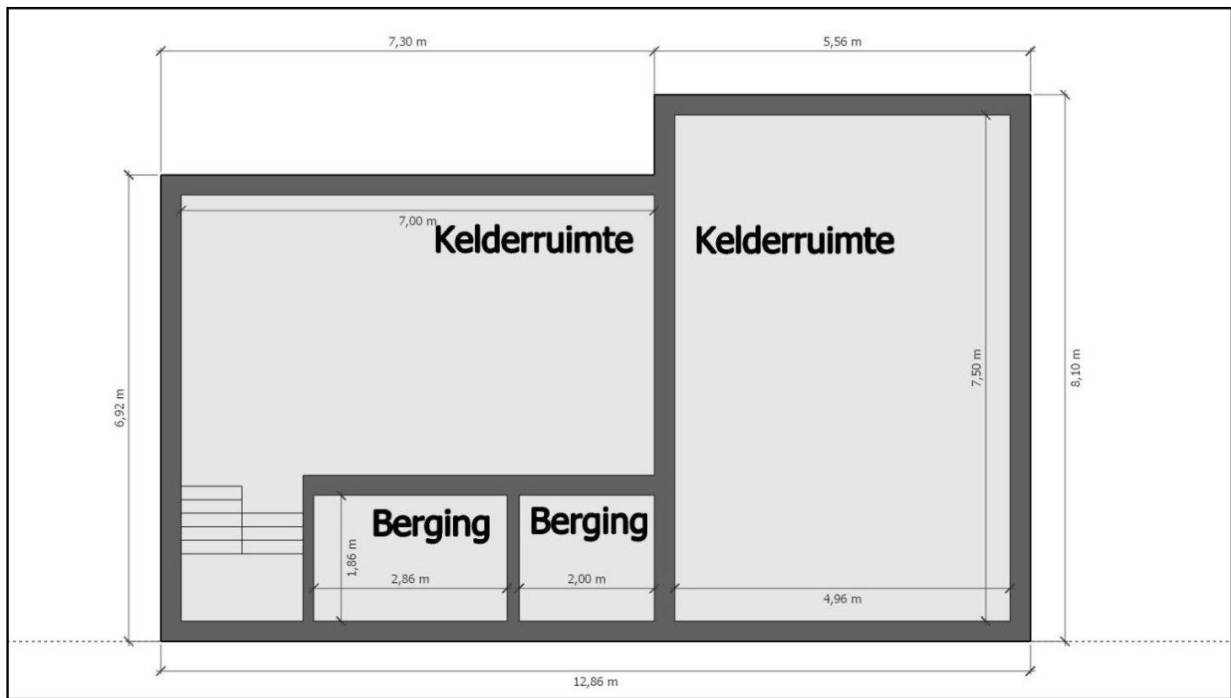 7,30 m
5,56 m
7,00 m
Kelderruimte
Kelderruimte
6,92 m
7,50 m
8,10 m
Berging
Berging
1,86 m
2,86 m
2,00 m
4,96 m
12,86 m